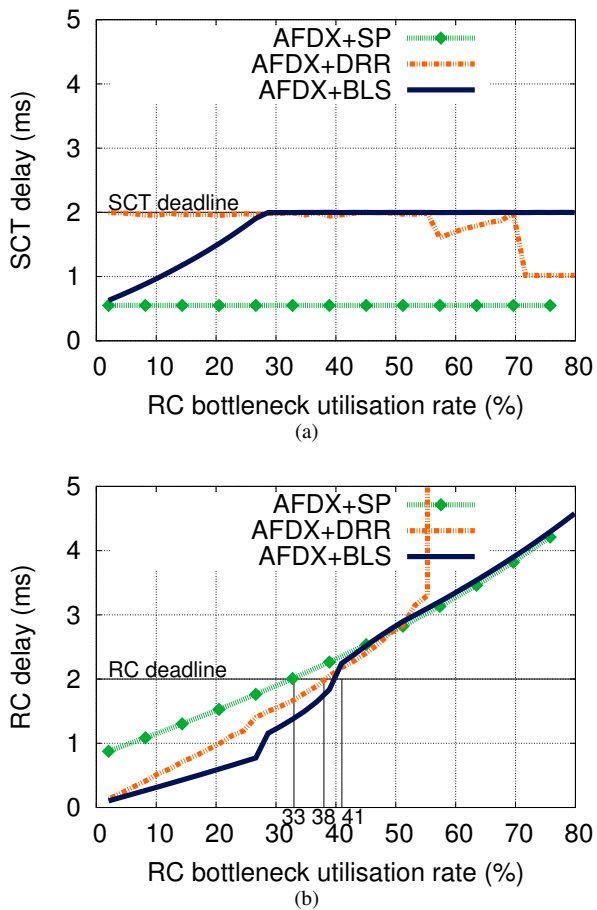 AFDX+SP
AFDX+DRR
AFDX+BLS
SCT deadline
SCT delay (ms)
5
4
3
2
1
0
0 10 20 30 40 50 60 70 80
RC bottleneck utilisation rate (%)
(a)
AFDX+SP
AFDX+DRR
AFDX+BLS
RC deadline
RC delay (ms)
5
4
3
2
1
0
33 38 41
0 10 20 30 40 50 60 70 80
RC bottleneck utilisation rate (%)
(b)